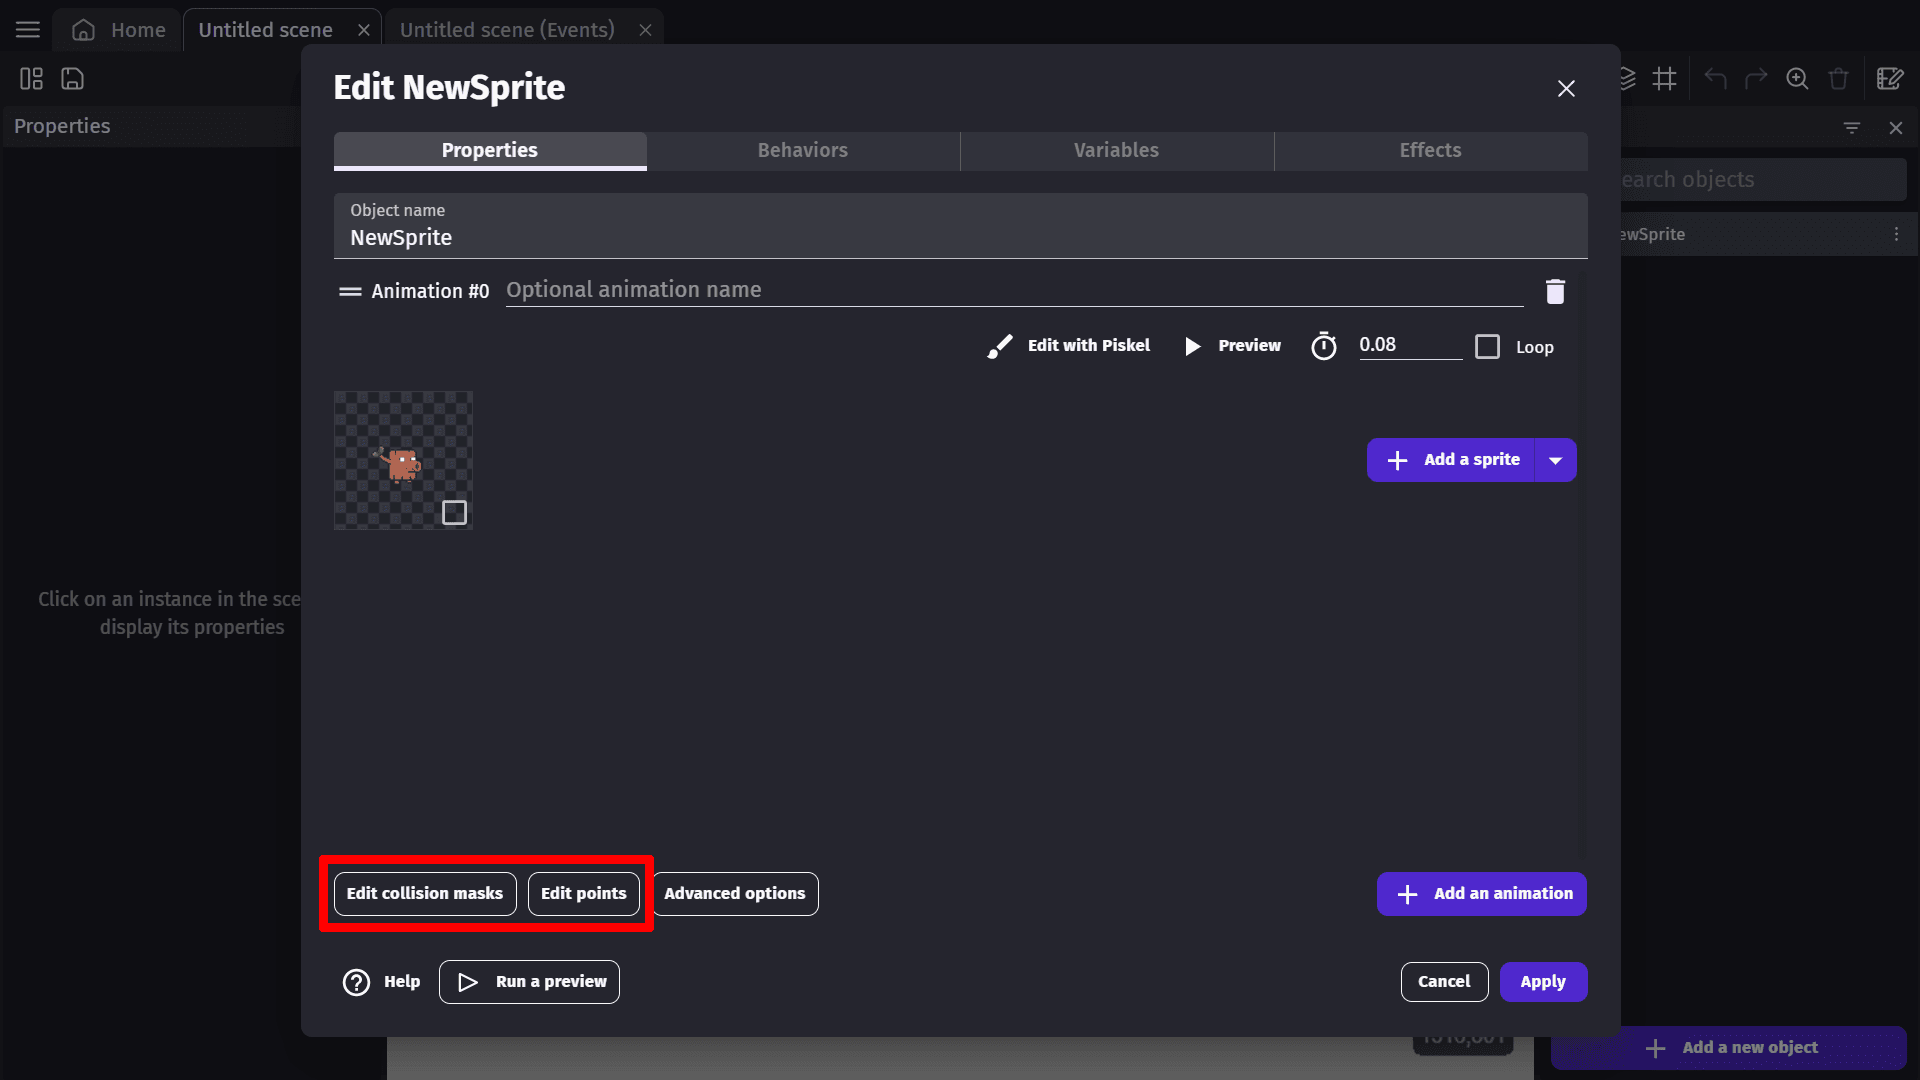 Home
Untitled scene
Untitled scene (Events)
Properties
Edit NewSprite
Properties
Behaviors
Variables
Effects
earch objects
Object name
NewSprite
ewSprite
Animation #0
Optional animation name
Edit with Piskel
Preview
0.08
Loop
Add a sprite
Click on an instance in the sce
display its properties
Edit collision masks
Edit points
Advanced options
Add an animation
Help
Run a preview
Cancel
Apply
Add a new object